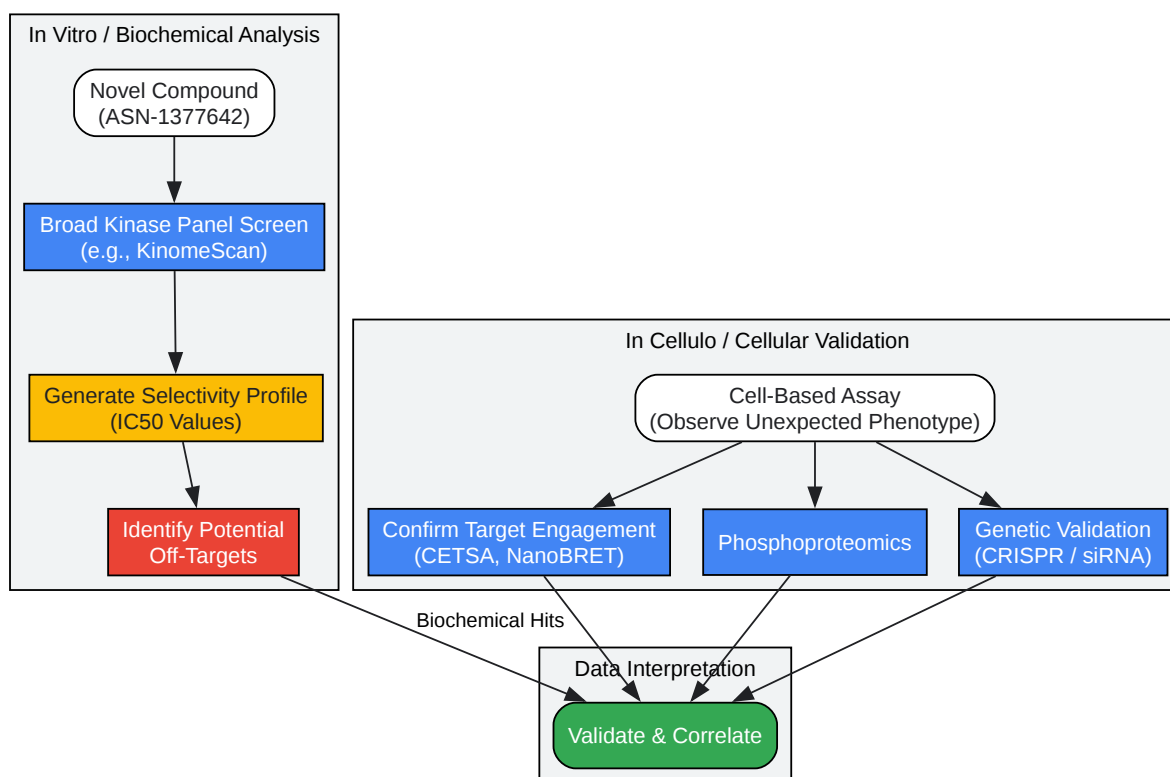 In Vitro / Biochemical Analysis
Novel Compound
(ASN-1377642)
Broad Kinase Panel Screen
(e.g., KinomeScan)
Generate Selectivity Profile
(IC50 Values)
Identify Potential
Off-Targets
In Cellulo / Cellular Validation
Cell-Based Assay
(Observe Unexpected Phenotype)
Confirm Target Engagement
(CETSA, NanoBRET)
Phosphoproteomics
Genetic Validation
(CRISPR / siRNA)
Biochemical Hits
Data Interpretation
Validate & Correlate